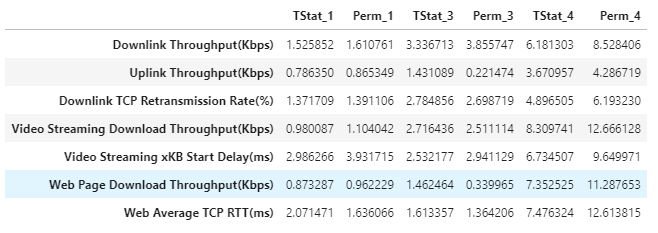 TStat_1 Perm_1 TStat_3 Perm_3 TStat_4 Perm_4
Downlink Throughput(Kbps) 1.525852 1.610761 3.336713 3.855747 6.181303 8.528406
Uplink Throughput(Kbps) 0.786350 0.865349 1.431089 0.221474 3.670957 4.286719
Downlink TCP Retransmission Rate(%) 1.371709 1.391106 2.784856 2.698719 4.896505 6.193230
Video Streaming Download Throughput(Kbps) 0.980087 1.104042 2.716436 2.511114 8.309741 12.666128
Video Streaming xKB Start Delay(ms) 2.986266 3.931715 2.532177 2.941129 6.734507 9.649971
Web Page Download Throughput(Kbps) 0.873287 0.962229 1.462464 0.339965 7.352525 11.287653
Web Average TCP RTT(ms) 2.071471 1.636066 1.613357 1.364206 7.476324 12.613815